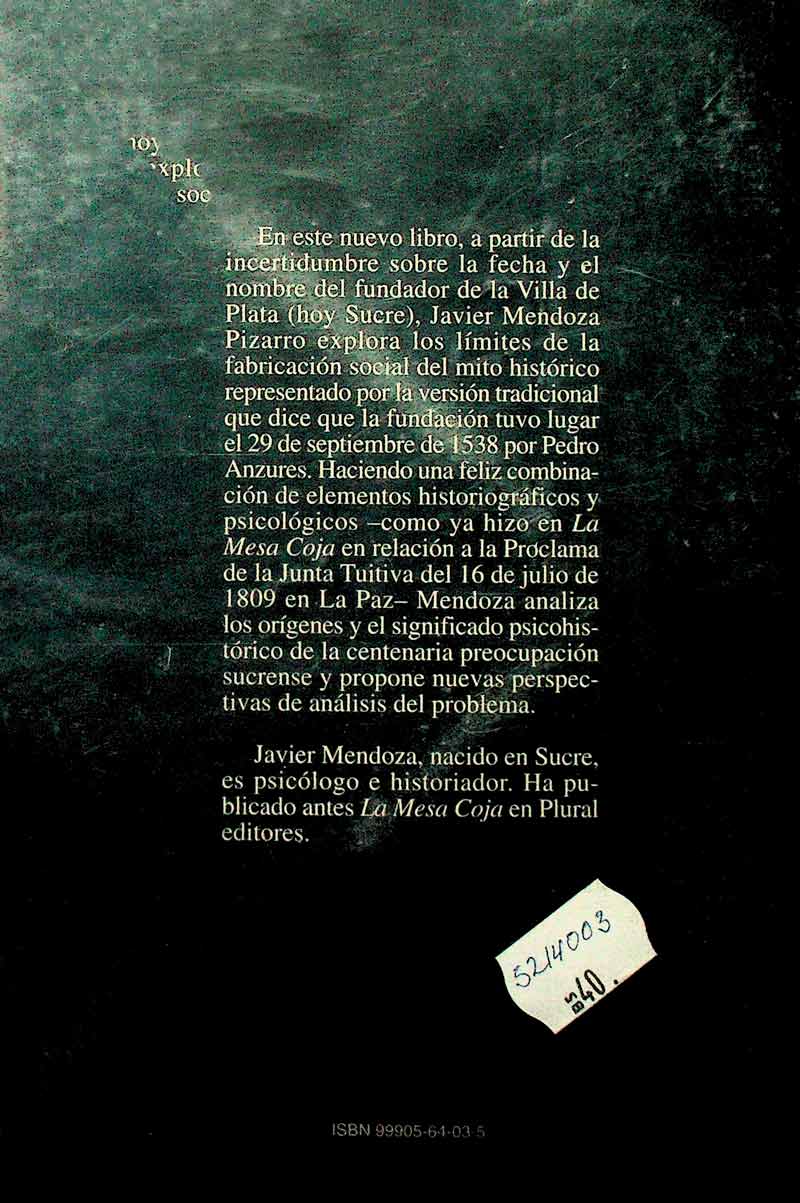 hoy
explo
soc
En este nuevo libro, a partir de la
incertidumbre sobre la fecha y el
nombre del fundador de la Villa de
Plata (hoy Sucre), Javier Mendoza
Pizarro explora los límites de la
fabricación social del mito histórico
representado por la versión tradicional
que dice que la fundación tuvo lugar
el 29 de septiembre de 1538 por Pedro
Anzures. Haciendo una feliz combina-
ción de elementos historiográficos y
psicológicos –como ya hizo en La
Mesa Coja en relación a la Proclama
de la Junta Tuitiva del 16 de julio de
1809 en La Paz– Mendoza analiza
los orígenes y el significado psicohis-
tórico de la centenaria preocupación
sucrense y propone nuevas perspec-
tivas de análisis del problema.
Javier Mendoza, nacido en Sucre,
es psicólogo e historiador. Ha pu-
blicado antes La Mesa Coja en Plural
editores.
5214003
BS 40.
ISBN 99905-64-03-5